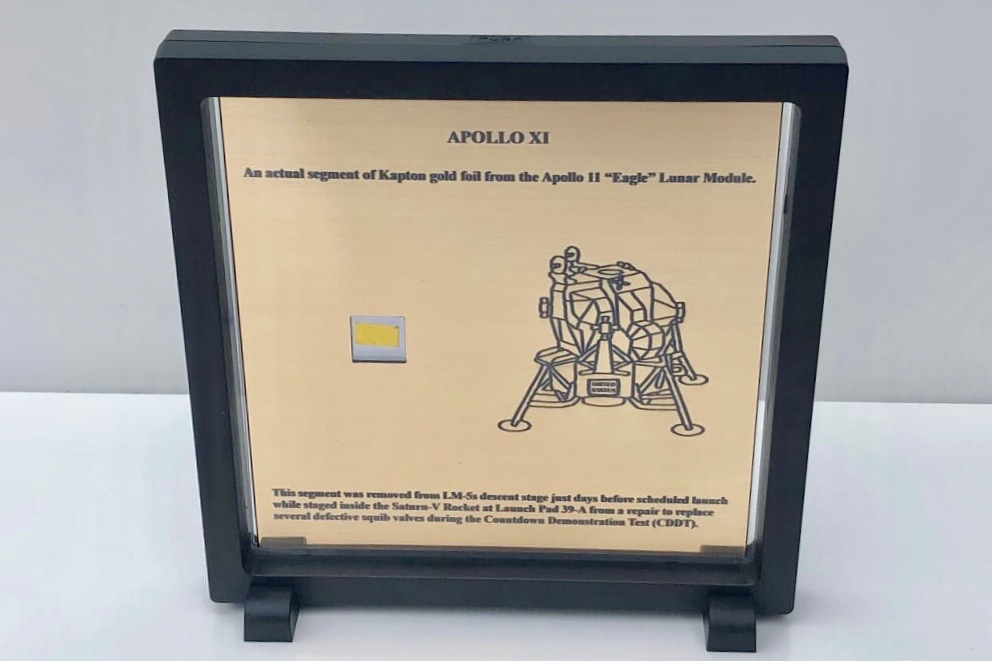 APOLLO XI
An actual segment of Kapton gold foil from the Apollo 11 “Eagle” Lunar Module.
UNITED
STATES
This segment was removed from LM-5s descent stage just days before scheduled launch
while staged inside the Saturn-V Rocket at Launch Pad 39-A from a repair to replace
several defective squib valves during the Countdown Demonstration Test (CDDT).